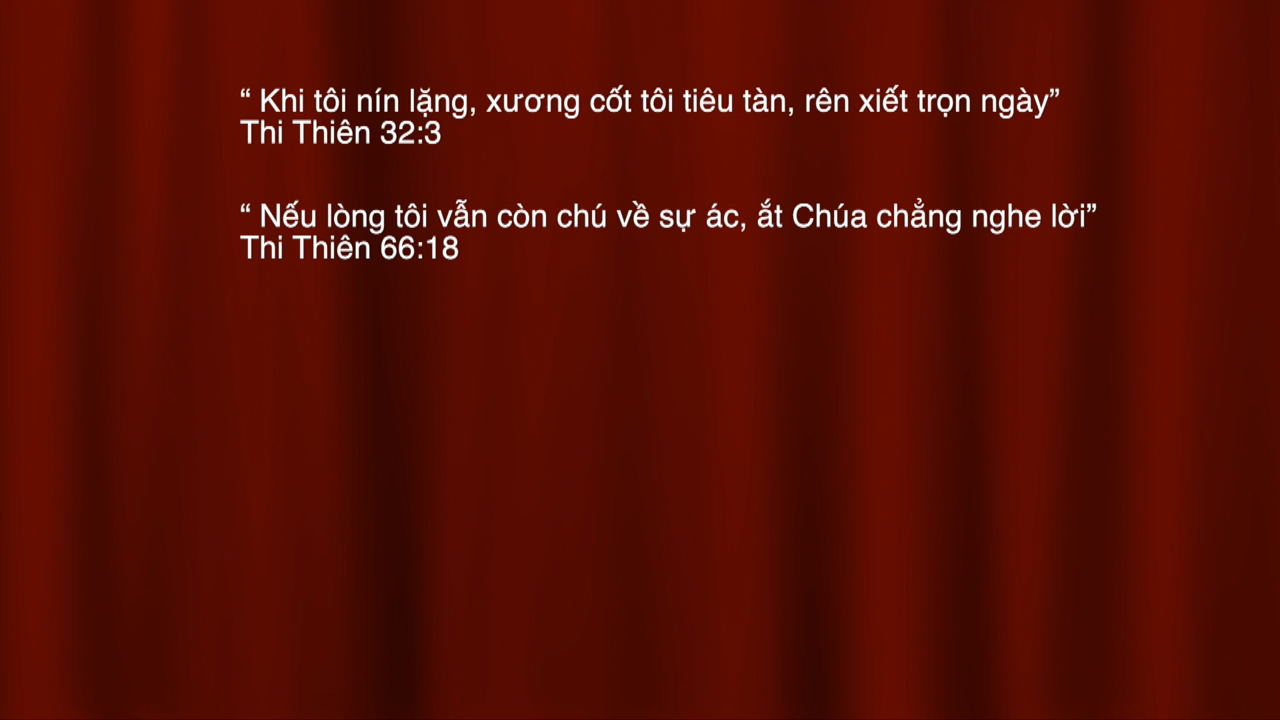 “ Khi tôi nín lặng, xương cốt tôi tiêu tàn, rên xiết trọn ngày”
Thi Thiên 32:3
“ Nếu lòng tôi vẫn còn chú về sự ác, ắt Chúa chẳng nghe lời”
Thi Thiên 66:18